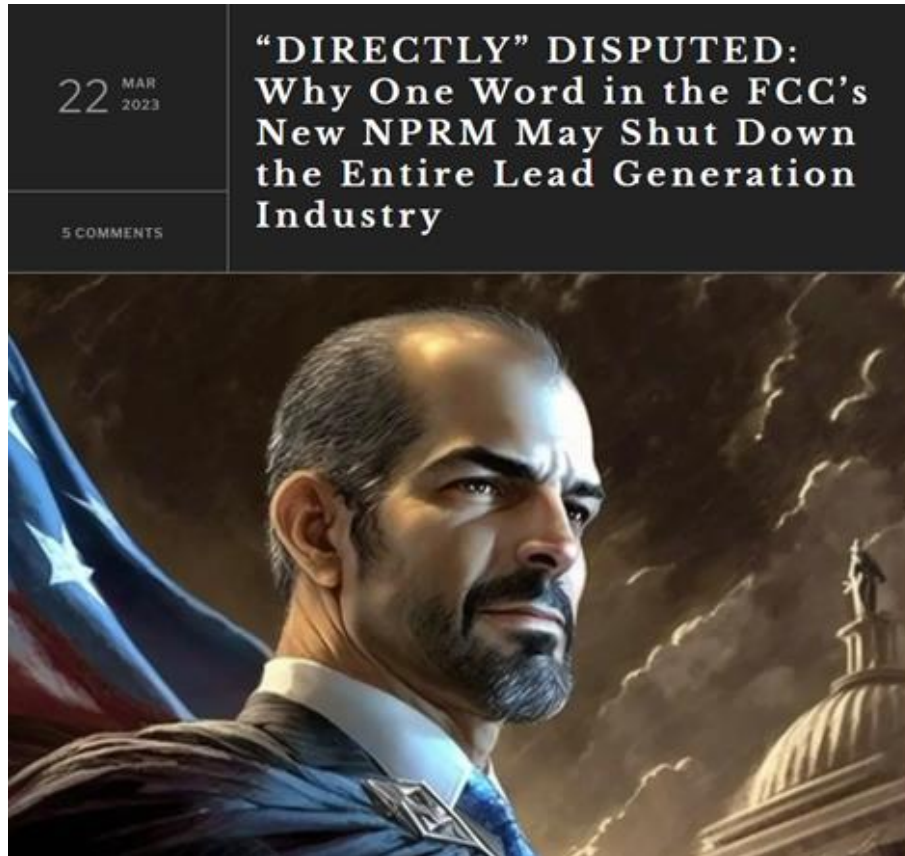 22 MAR
2023
5 COMMENTS
“DIRECTLY” DISPUTED:
Why One Word in the FCC’s
New NPRM May Shut Down
the Entire Lead Generation
Industry